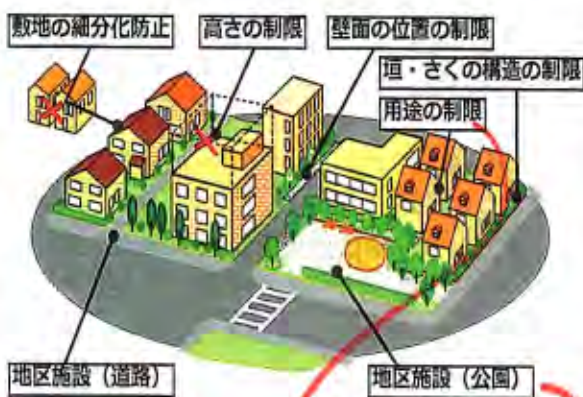 敷地の細分化防止
高さの制限
壁面の位置の制限
垣・さくの構造の制限
用途の制限
地区施設（道路）
地区施設（公園）